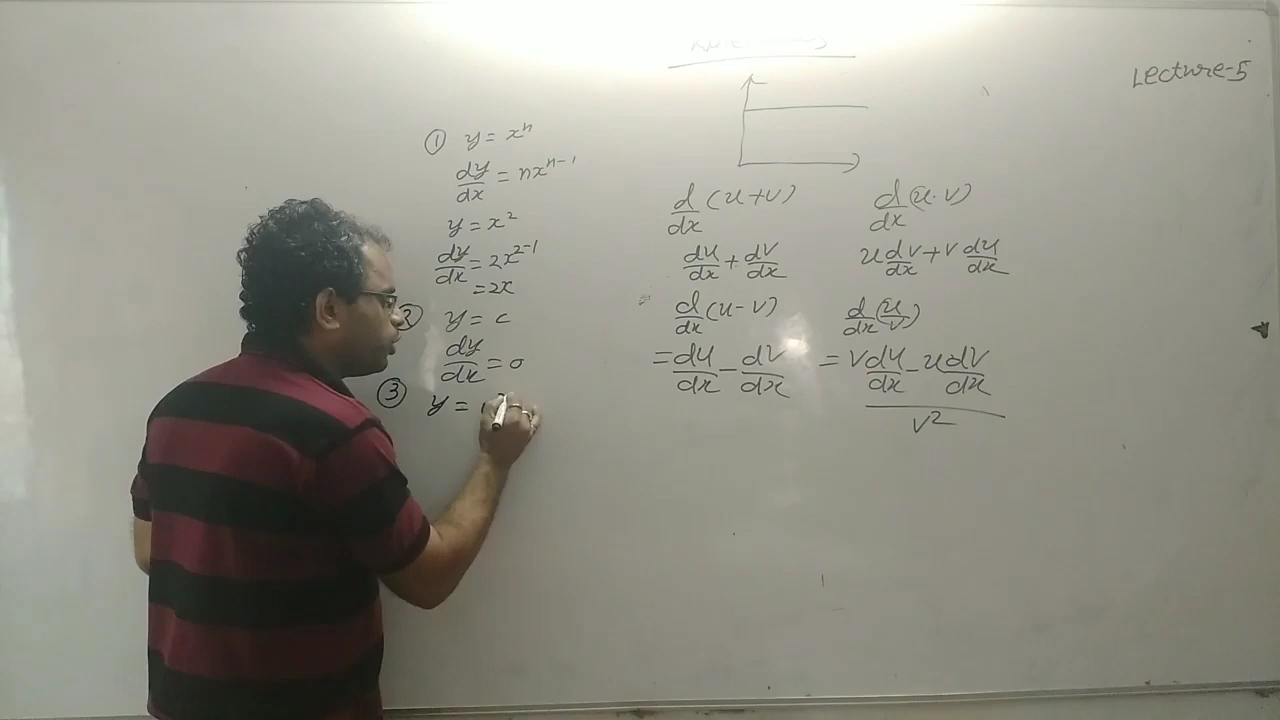 Lecture-5
① y = xⁿ
dy/dx = nxⁿ⁻¹
y = x²
dy/dx = 2x²⁻¹
= 2x
② y = c
dy/dx = 0
③ y =
d/dx (u+v)
du/dx + dv/dx
d/dx (u-v)
= du/dx - dv/dx
d/dx (u·v)
u dv/dx + v du/dx
d/dx (u/v)
= v du/dx - u dv/dx
v²